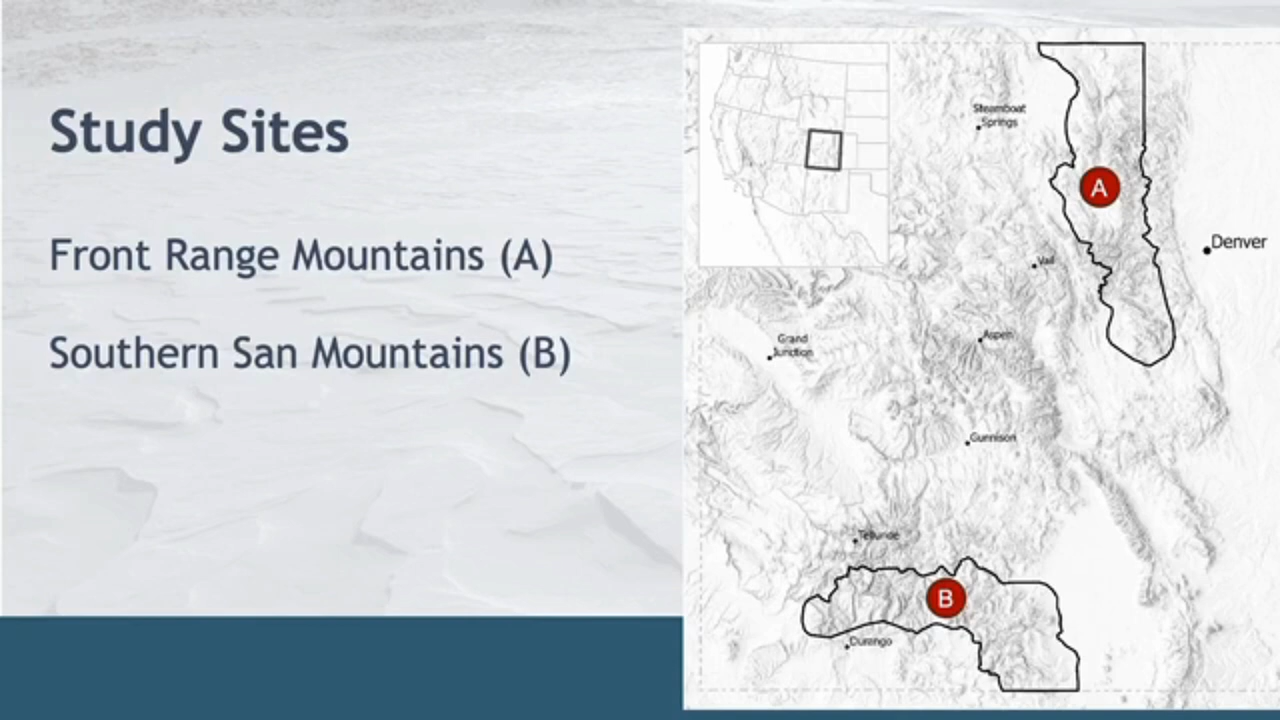 Study Sites
Front Range Mountains (A)
Southern San Mountains (B)
Steamboat
Springs
A
Denver
Vail
Aspen
Grand
Junction
Gunnison
Telluride
B
Durango